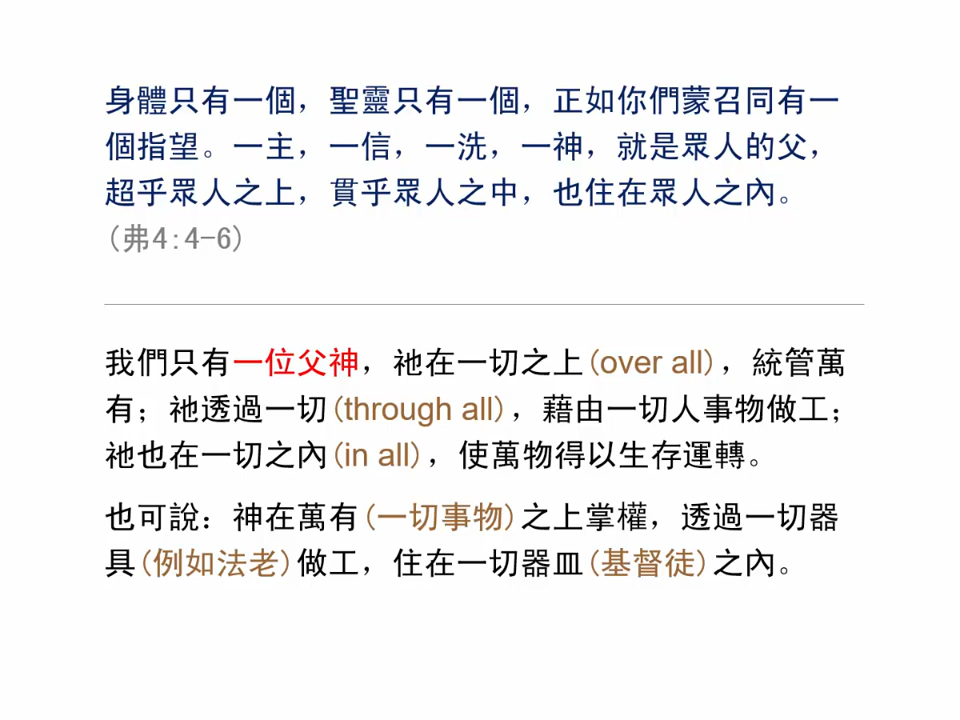 身體只有一個，聖靈只有一個，正如你們蒙召同有一
個指望。一主，一信，一洗，一神，就是眾人的父，
超乎眾人之上，貫乎眾人之中，也住在眾人之內。
(弗4:4-6)
我們只有一位父神，祂在一切之上(over all)，統管萬
有；祂透過一切(through all)，藉由一切人事物做工；
祂也在一切之內(in all)，使萬物得以生存運轉。
也可說：神在萬有(一切事物)之上掌權，透過一切器
具(例如法老)做工，住在一切器皿(基督徒)之內。